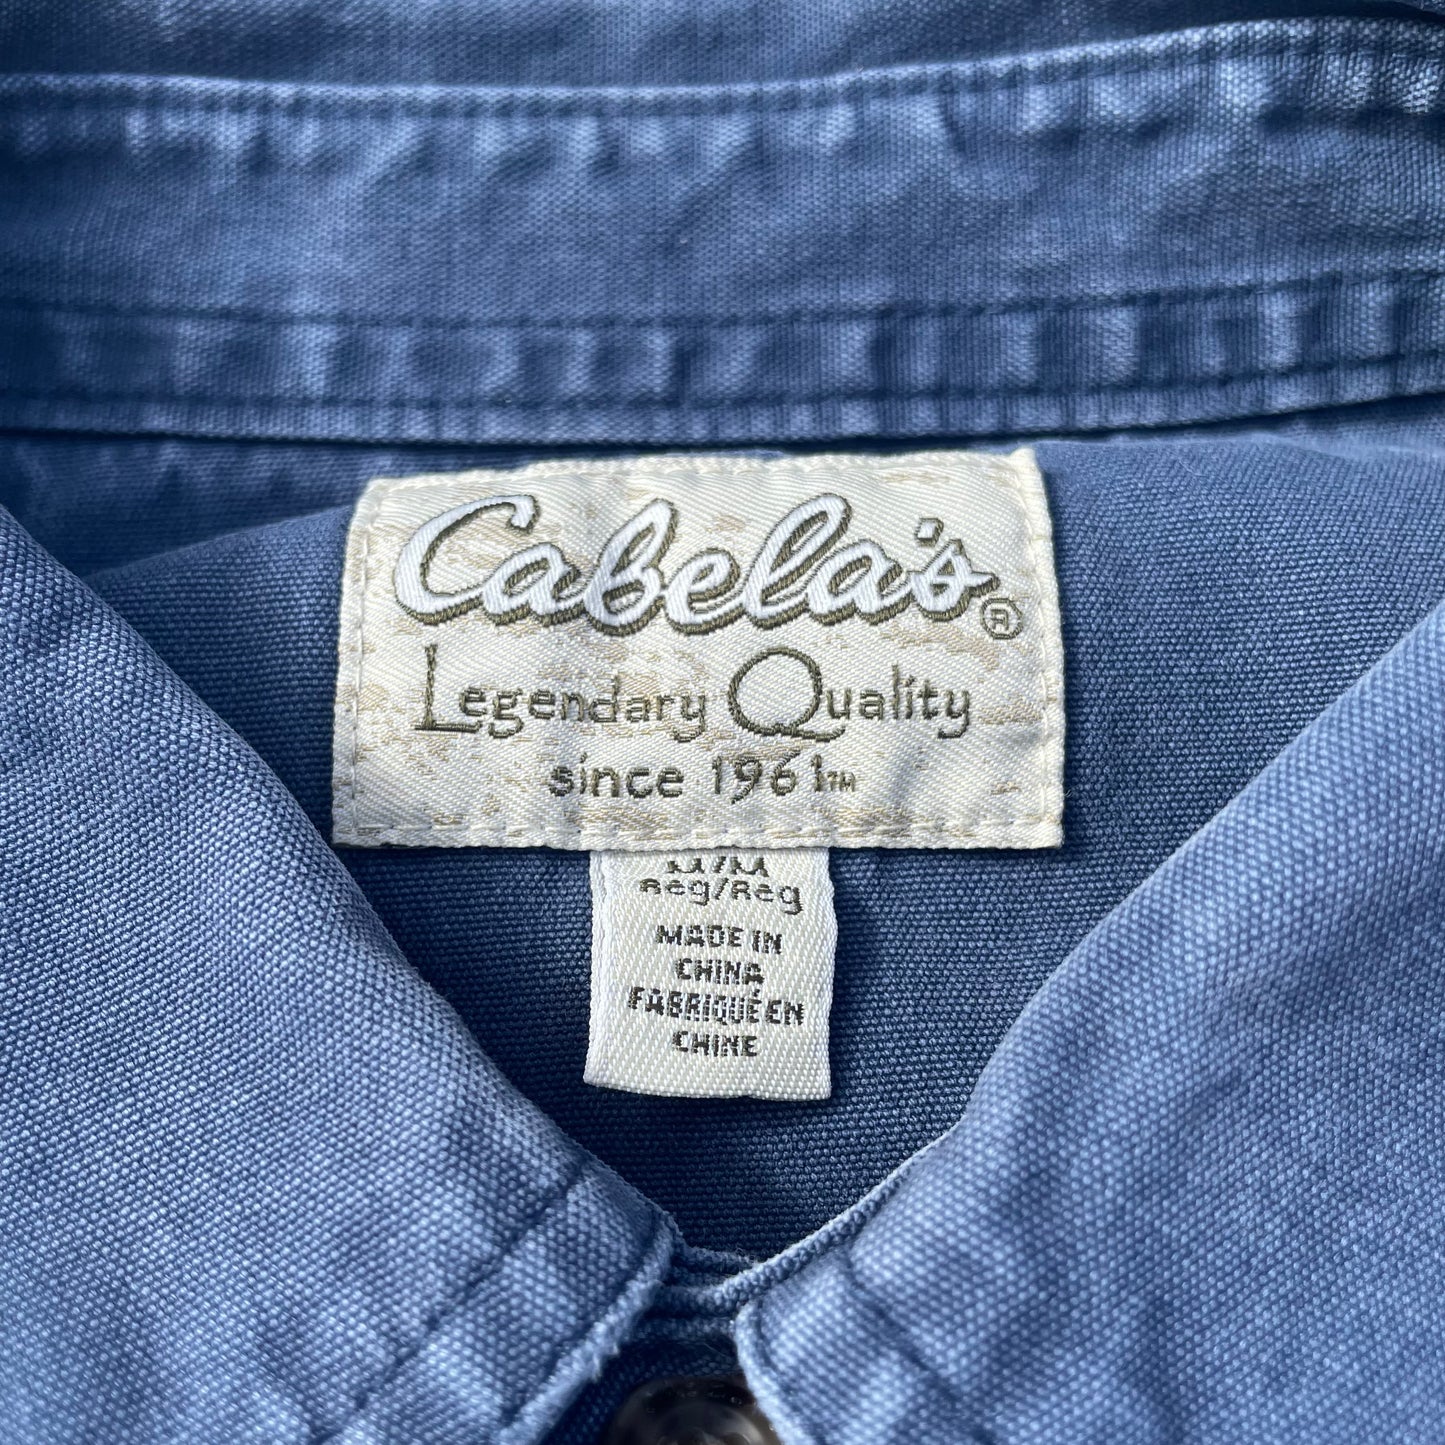 Cabela's®
Legendary Quality
since 1961™
M/M
Reg/Reg
MADE IN
CHINA
FABRIQUÉ EN
CHINE